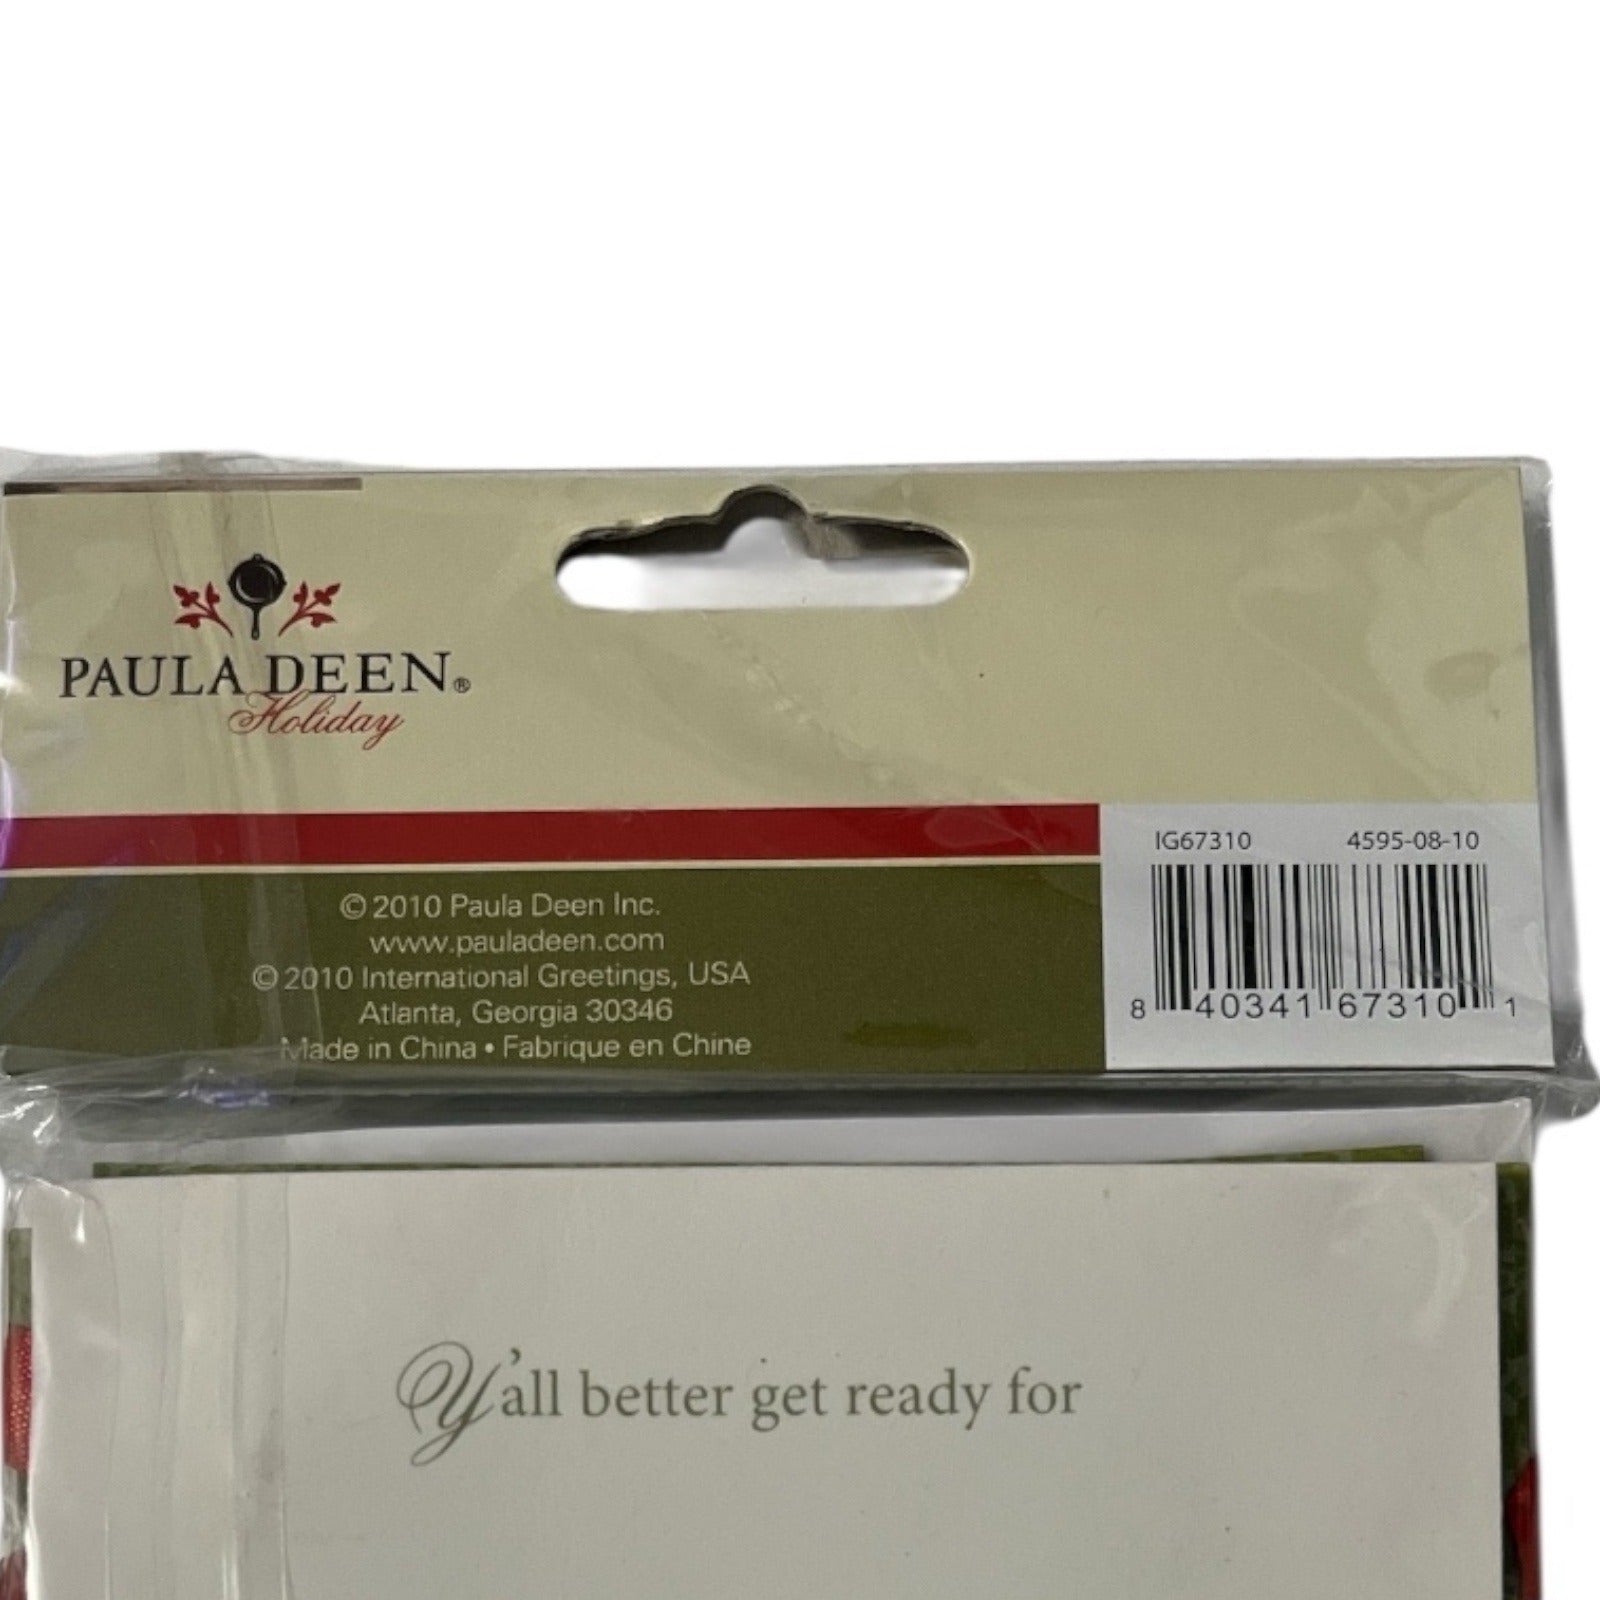 PAULA DEEN®
Holiday
IG67310 4595-08-10
8 40341 67310 1
© 2010 Paula Deen Inc.
www.pauladeen.com
© 2010 International Greetings, USA
Atlanta, Georgia 30346
Made in China • Fabrique en Chine
Y'all better get ready for